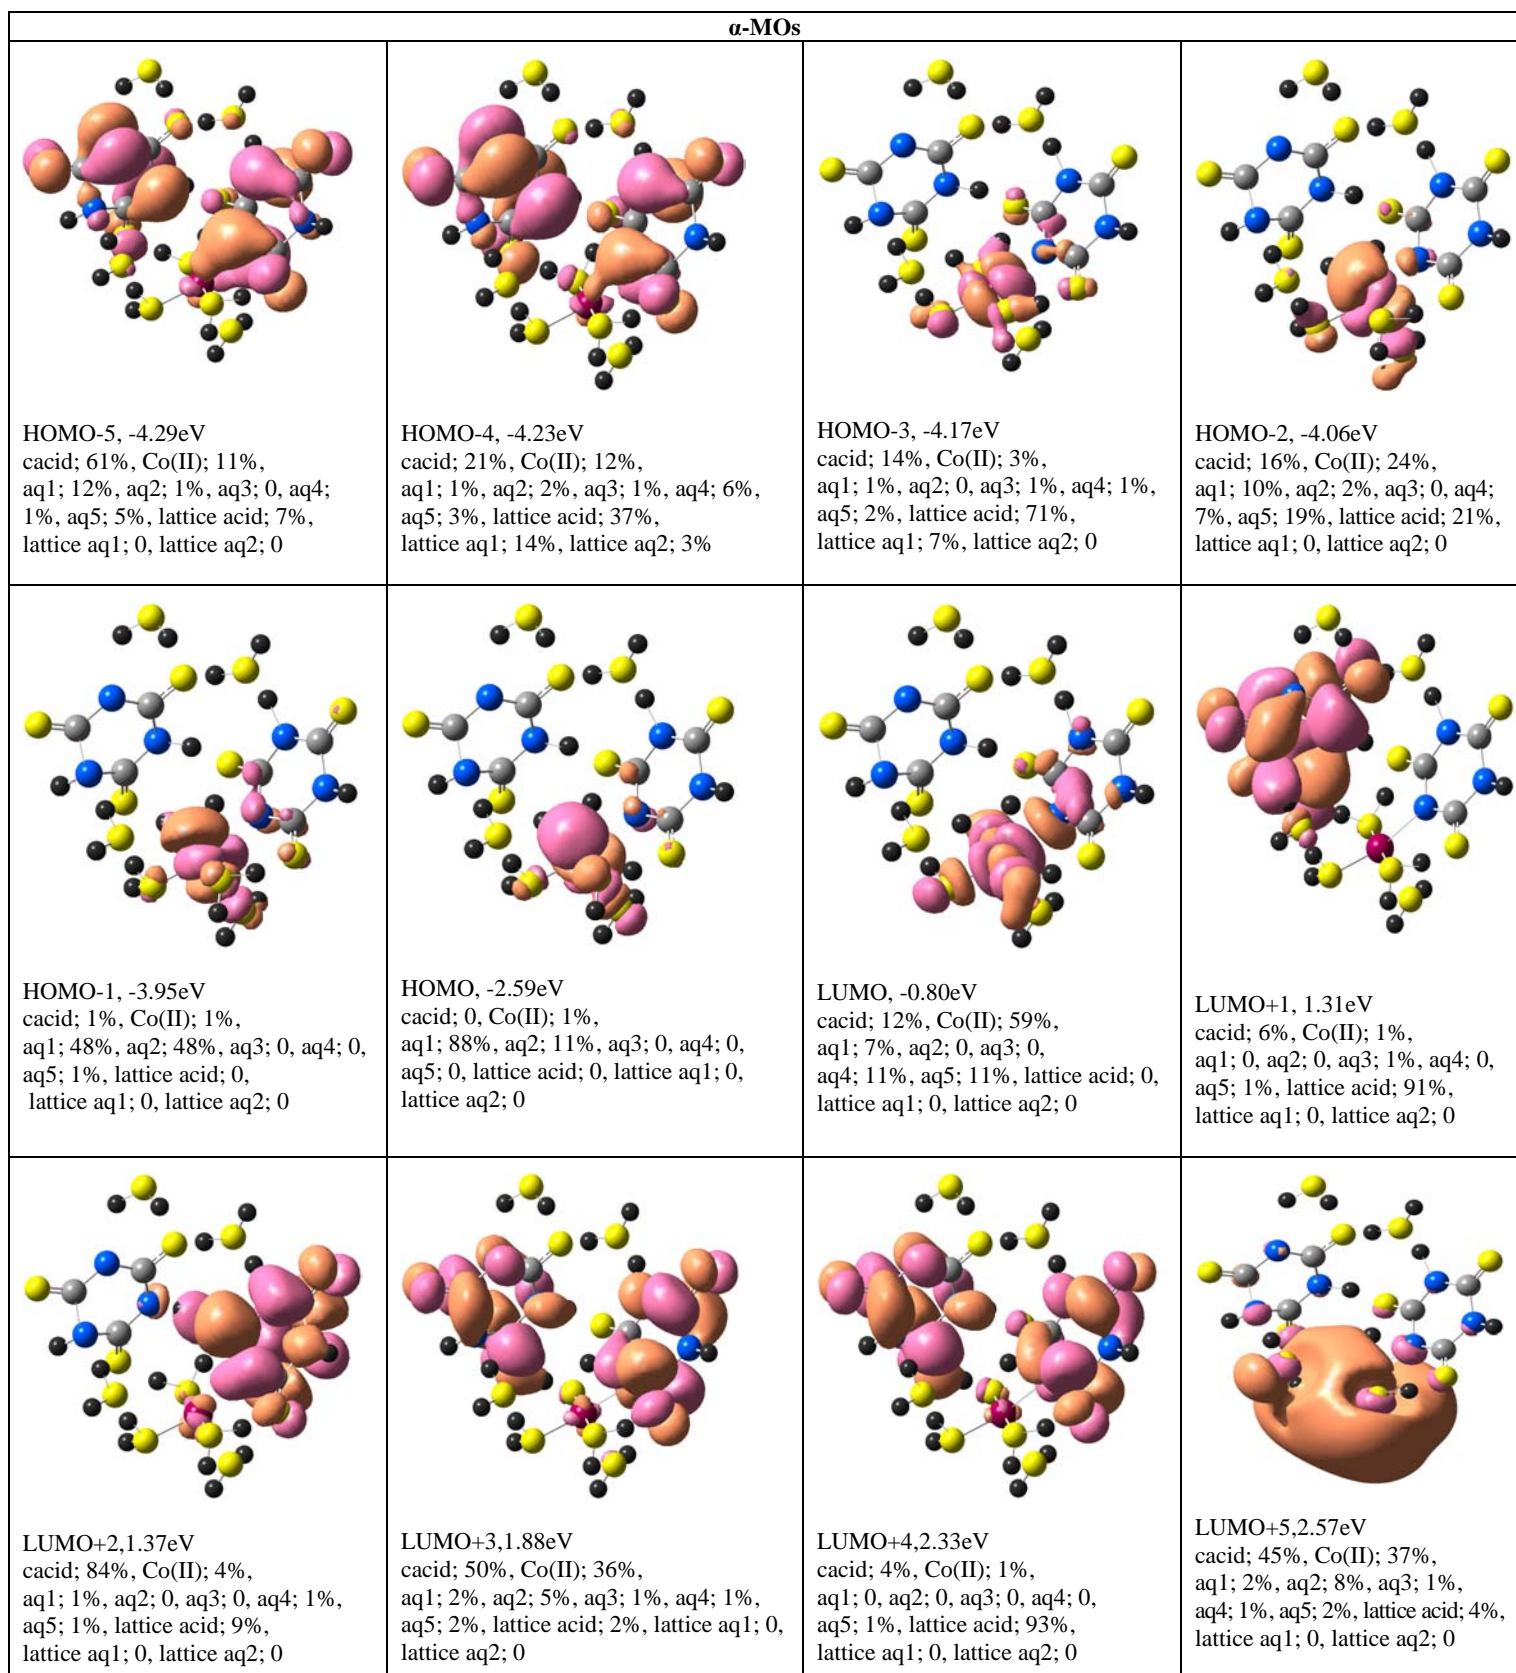 α-MOs
HOMO-5, -4.29eV
cacid; 61%, Co(II); 11%,
aq1; 12%, aq2; 1%, aq3; 0, aq4;
1%, aq5; 5%, lattice acid; 7%,
lattice aq1; 0, lattice aq2; 0
HOMO-4, -4.23eV
cacid; 21%, Co(II); 12%,
aq1; 1%, aq2; 2%, aq3; 1%, aq4; 6%,
aq5; 3%, lattice acid; 37%,
lattice aq1; 14%, lattice aq2; 3%
HOMO-3, -4.17eV
cacid; 14%, Co(II); 3%,
aq1; 1%, aq2; 0, aq3; 1%, aq4; 1%,
aq5; 2%, lattice acid; 71%,
lattice aq1; 7%, lattice aq2; 0
HOMO-2, -4.06eV
cacid; 16%, Co(II); 24%,
aq1; 10%, aq2; 2%, aq3; 0, aq4;
7%, aq5; 19%, lattice acid; 21%,
lattice aq1; 0, lattice aq2; 0
HOMO-1, -3.95eV
cacid; 1%, Co(II); 1%,
aq1; 48%, aq2; 48%, aq3; 0, aq4; 0,
aq5; 1%, lattice acid; 0,
lattice aq1; 0, lattice aq2; 0
HOMO, -2.59eV
cacid; 0, Co(II); 1%,
aq1; 88%, aq2; 11%, aq3; 0, aq4; 0,
aq5; 0, lattice acid; 0, lattice aq1; 0,
lattice aq2; 0
LUMO, -0.80eV
cacid; 12%, Co(II); 59%,
aq1; 7%, aq2; 0, aq3; 0,
aq4; 11%, aq5; 11%, lattice acid; 0,
lattice aq1; 0, lattice aq2; 0
LUMO+1, 1.31eV
cacid; 6%, Co(II); 1%,
aq1; 0, aq2; 0, aq3; 1%, aq4; 0,
aq5; 1%, lattice acid; 91%,
lattice aq1; 0, lattice aq2; 0
LUMO+2,1.37eV
cacid; 84%, Co(II); 4%,
aq1; 1%, aq2; 0, aq3; 0, aq4; 1%,
aq5; 1%, lattice acid; 9%,
lattice aq1; 0, lattice aq2; 0
LUMO+3,1.88eV
cacid; 50%, Co(II); 36%,
aq1; 2%, aq2; 5%, aq3; 1%, aq4; 1%,
aq5; 2%, lattice acid; 2%, lattice aq1; 0,
lattice aq2; 0
LUMO+4,2.33eV
cacid; 4%, Co(II); 1%,
aq1; 0, aq2; 0, aq3; 0, aq4; 0,
aq5; 1%, lattice acid; 93%,
lattice aq1; 0, lattice aq2; 0
LUMO+5,2.57eV
cacid; 45%, Co(II); 37%,
aq1; 2%, aq2; 8%, aq3; 1%,
aq4; 1%, aq5; 2%, lattice acid; 4%,
lattice aq1; 0, lattice aq2; 0